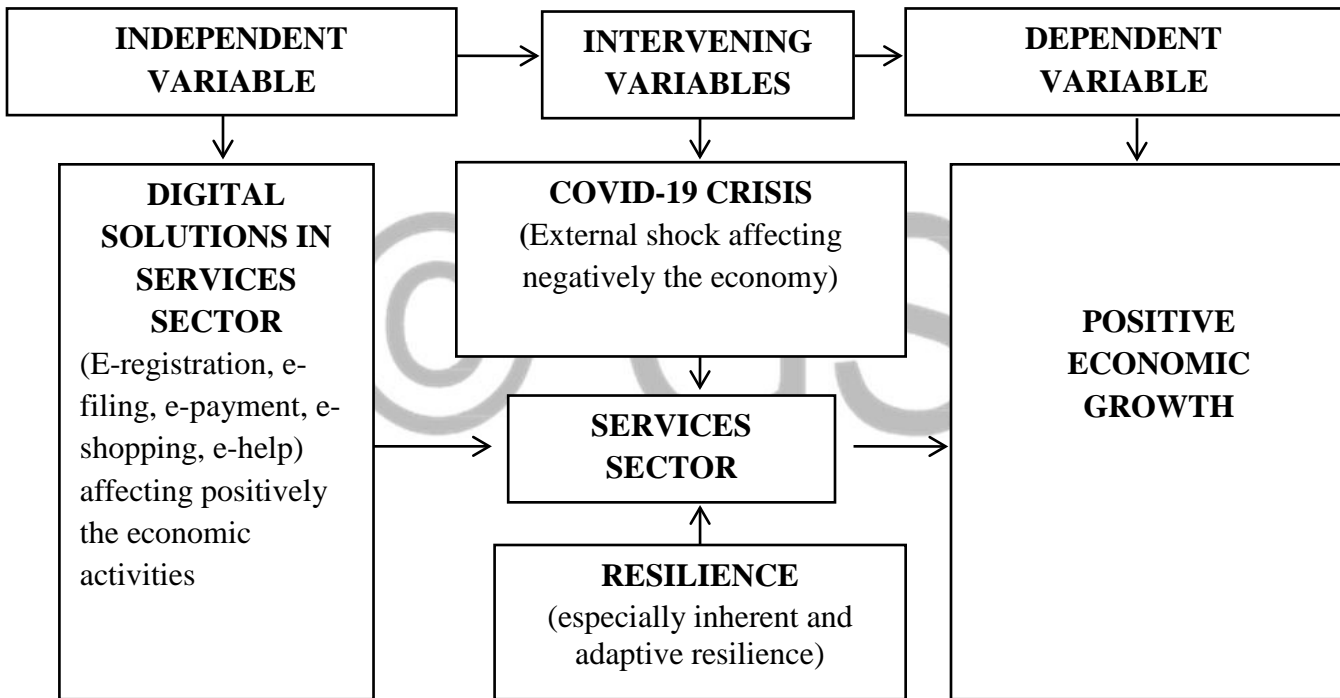 INDEPENDENT
VARIABLE
INTERVENING
VARIABLES
DEPENDENT
VARIABLE
DIGITAL
SOLUTIONS IN
SERVICES
SECTOR
(E-registration, e-
filing, e-payment, e-
shopping, e-help)
affecting positively
the economic
activities
COVID-19 CRISIS
(External shock affecting
negatively the economy)
SERVICES
SECTOR
RESILIENCE
(especially inherent and
adaptive resilience)
POSITIVE
ECONOMIC
GROWTH
© GS